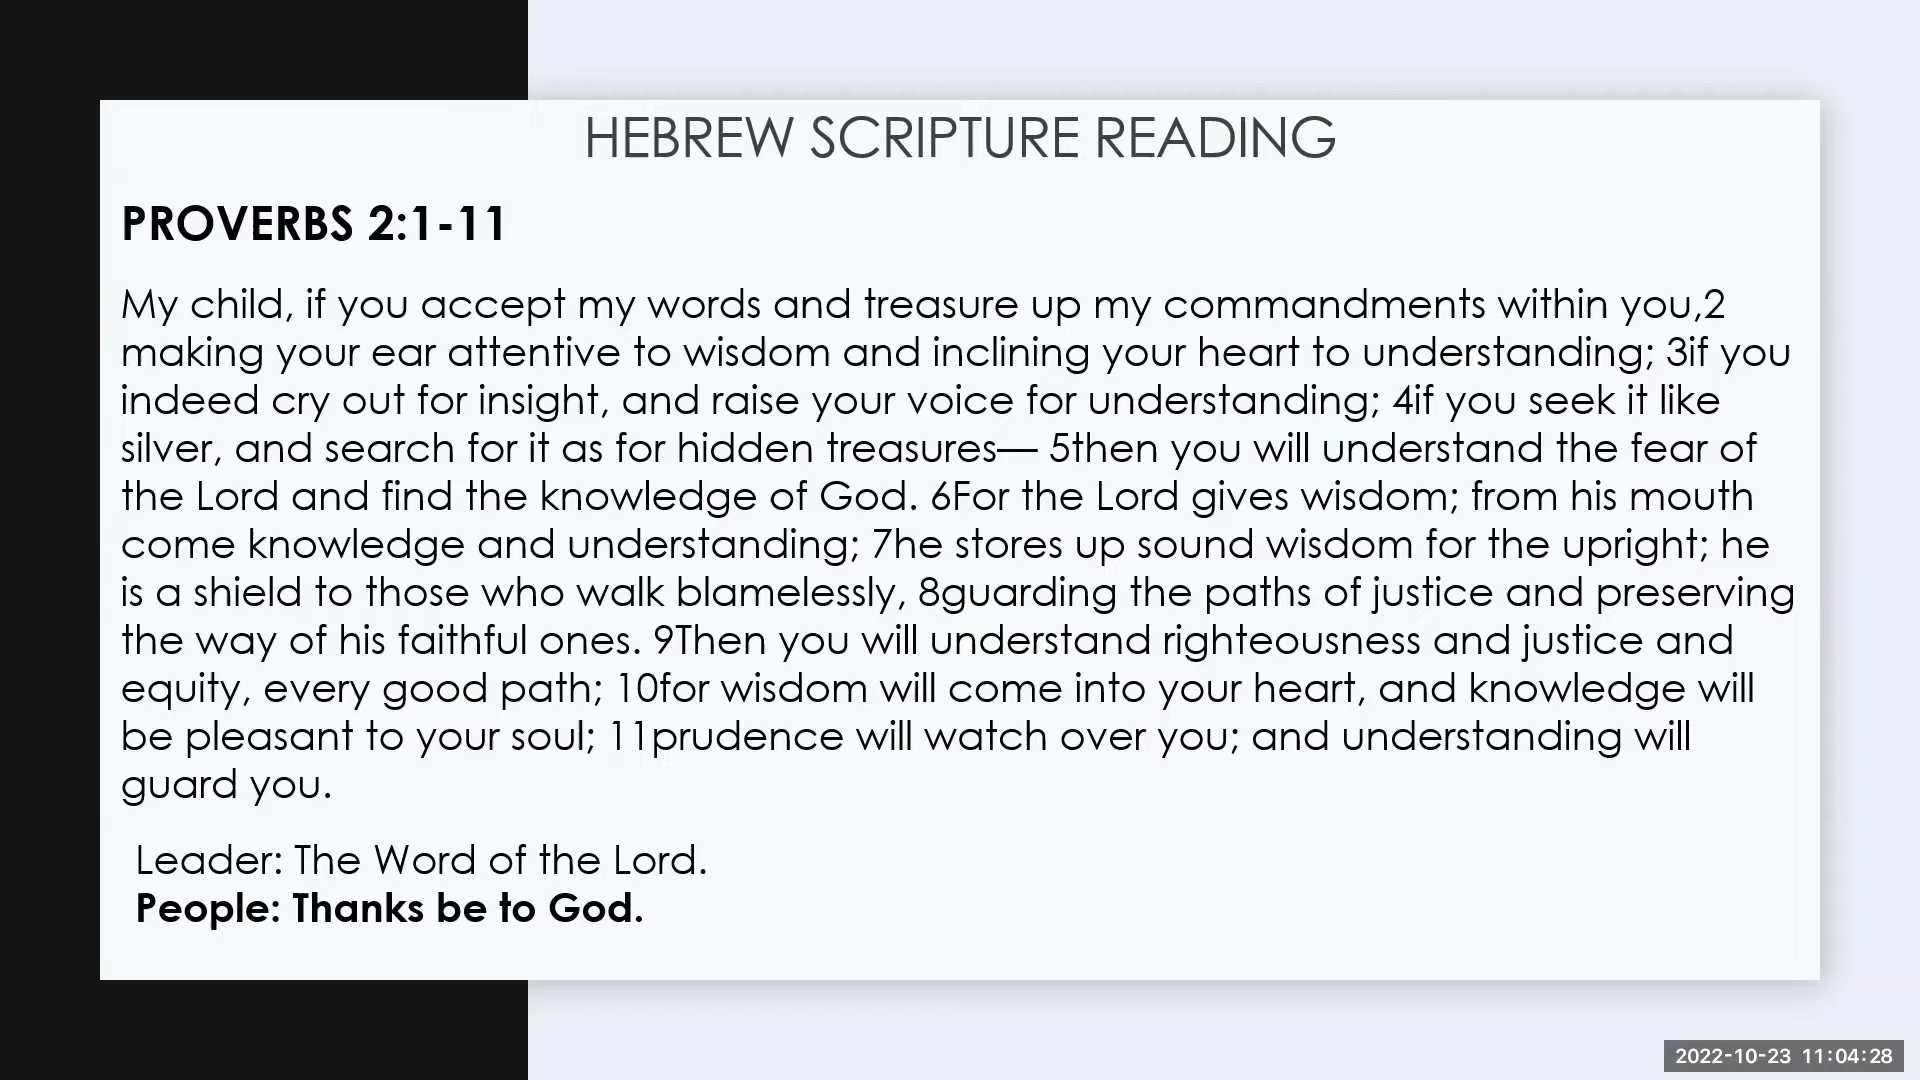 HEBREW SCRIPTURE READING
PROVERBS 2:1-11
My child, if you accept my words and treasure up my commandments within you,2
making your ear attentive to wisdom and inclining your heart to understanding; 3if you
indeed cry out for insight, and raise your voice for understanding; 4if you seek it like
silver, and search for it as for hidden treasures— 5then you will understand the fear of
the Lord and find the knowledge of God. 6For the Lord gives wisdom; from his mouth
come knowledge and understanding; 7he stores up sound wisdom for the upright; he
is a shield to those who walk blamelessly, 8guarding the paths of justice and preserving
the way of his faithful ones. 9Then you will understand righteousness and justice and
equity, every good path; 10for wisdom will come into your heart, and knowledge will
be pleasant to your soul; 11prudence will watch over you; and understanding will
guard you.
Leader: The Word of the Lord.
People: Thanks be to God.
2022-10-23 11:04:28